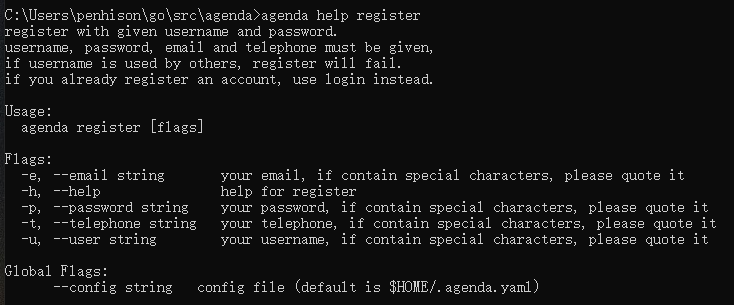 C:\Users\penhison\go\src\agenda>agenda help register
register with given username and password.
username, password, email and telephone must be given,
if username is used by others, register will fail.
if you already register an account, use login instead.

Usage:
  agenda register [flags]

Flags:
  -e, --email string       your email, if contain special characters, please quote it
  -h, --help               help for register
  -p, --password string    your password, if contain special characters, please quote it
  -t, --telephone string   your telephone, if contain special characters, please quote it
  -u, --user string        your username, if contain special characters, please quote it

Global Flags:
      --config string   config file (default is $HOME/.agenda.yaml)